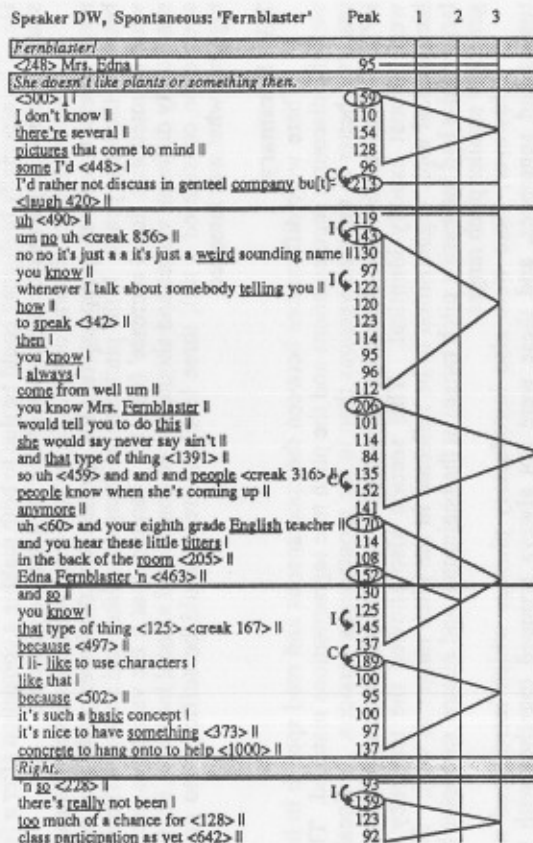 Speaker DW, Spontaneous: "Fernblaster" Peak 1 2 3
Fernblaster!
<248> Mrs. Edna | 95
She doesn't like plants or something then.
<500> I | 159
I don't know || 110
there're several || 154
pictures that come to mind || 128
some I'd <448> | 96
I'd rather not discuss in genteel company bu[t]= C 213
<laugh 420> ||
uh <490> || 119
um no uh <creak 856> || I 143
no no it's just a a it's just a weird sounding name || 130
you know || 97
whenever I talk about somebody telling you || I 122
how || 120
to speak <342> || 123
then | 114
you know | 95
I always | 96
come from well um || 112
you know Mrs. Fernblaster || 206
would tell you to do this || 101
she would say never say ain't || 114
and that type of thing <1391> || 84
so uh <459> and and and people <creak 316> || C 135
people know when she's coming up || 152
anymore || 141
uh <60> and your eighth grade English teacher || 170
and you hear these little titters | 114
in the back of the room <205> || 108
Edna Fernblaster 'n <463> || 152
and so || 130
you know | 125
that type of thing <125> <creak 167> || I 145
because <497> || 137
I li- like to use characters | C 189
like that | 100
because <502> || 95
it's such a basic concept | 100
it's nice to have something <373> || 97
concrete to hang onto to help <1000> || 137
Right.
'n so <228> || 93
there's really not been | I 159
too much of a chance for <128> || 123
class participation as yet <642> || 92